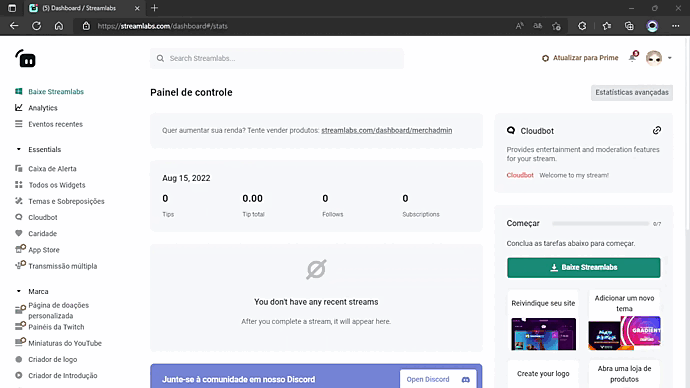 (5) Dashboard / Streamlabs
https://streamlabs.com/dashboard#/stats
Search Streamlabs...
Atualizar para Prime
Baixe Streamlabs
Analytics
Eventos recentes
Essentials
Caixa de Alerta
Todos os Widgets
Temas e Sobreposições
Cloudbot
Caridade
App Store
Transmissão múltipla
Marca
Página de doações
personalizada
Painéis da Twitch
Miniaturas do YouTube
Criador de logo
Criador de Introdução
Painel de controle
Estatísticas avançadas
Quer aumentar sua renda? Tente vender produtos: streamlabs.com/dashboard/merchadmin
Aug 15, 2022
0 0.00 0 0
Tips Tip total Follows Subscriptions
You don't have any recent streams
After you complete a stream, it will appear here.
Junte-se à comunidade em nosso Discord
Open Discord
Cloudbot
Provides entertainment and moderation features
for your stream.
Cloudbot Welcome to my stream!
Começar 0/7
Conclua as tarefas abaixo para começar.
Baixe Streamlabs
Reivindique seu site
Adicionar um novo
tema
GRADIENT
Create your logo
Abra uma loja de
produtos